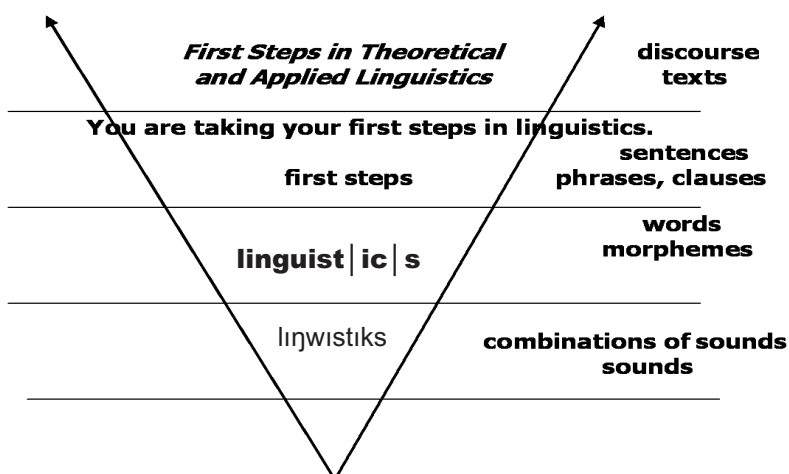 First Steps in Theoretical
and Applied Linguistics
discourse
texts
You are taking your first steps in linguistics.
sentences
first steps
phrases, clauses
words
morphemes
linguist|ic|s
lıŋwıstıks
combinations of sounds
sounds